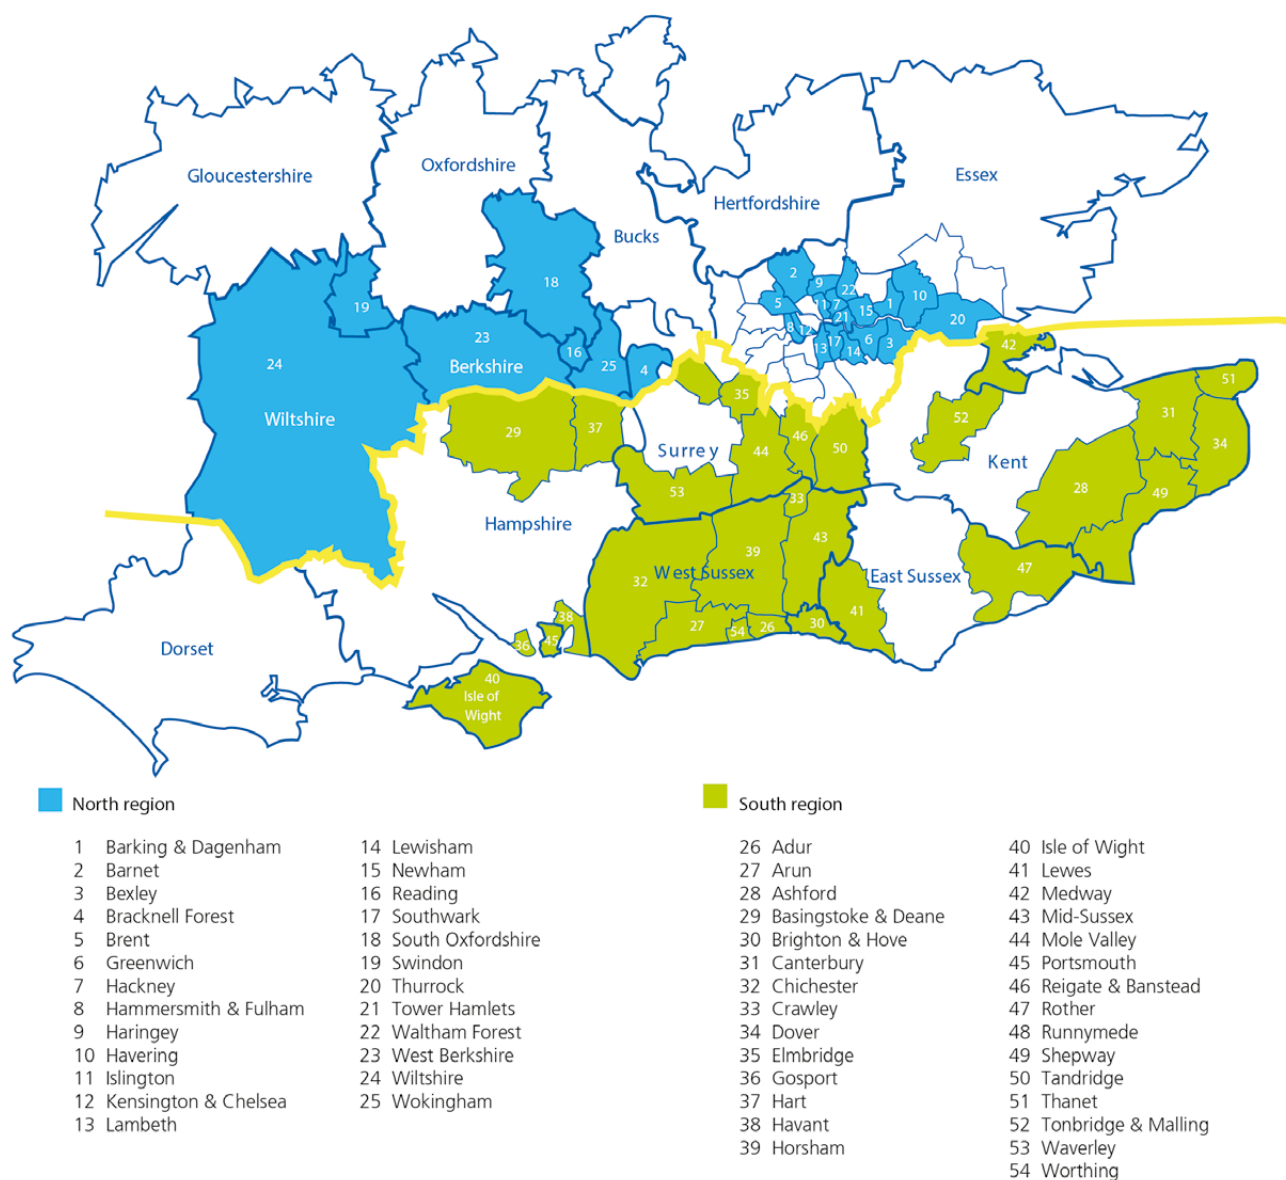 Gloucestershire
Oxfordshire
Bucks
Hertfordshire
Essex
2
9
22
1
10
5
11
7
21
15
20
8
12
13
17
14
6
3
18
19
24
23
16
25
4
Berkshire
Wiltshire
42
51
31
34
52
28
49
Kent
35
29
37
Surrey
44
46
50
53
33
Hampshire
39
43
32
West Sussex
East Sussex
47
41
38
27
54
26
30
36
45
Dorset
40
Isle of
Wight
North region
1 Barking & Dagenham
2 Barnet
3 Bexley
4 Bracknell Forest
5 Brent
6 Greenwich
7 Hackney
8 Hammersmith & Fulham
9 Haringey
10 Havering
11 Islington
12 Kensington & Chelsea
13 Lambeth
14 Lewisham
15 Newham
16 Reading
17 Southwark
18 South Oxfordshire
19 Swindon
20 Thurrock
21 Tower Hamlets
22 Waltham Forest
23 West Berkshire
24 Wiltshire
25 Wokingham
South region
26 Adur
27 Arun
28 Ashford
29 Basingstoke & Deane
30 Brighton & Hove
31 Canterbury
32 Chichester
33 Crawley
34 Dover
35 Elmbridge
36 Gosport
37 Hart
38 Havant
39 Horsham
40 Isle of Wight
41 Lewes
42 Medway
43 Mid-Sussex
44 Mole Valley
45 Portsmouth
46 Reigate & Banstead
47 Rother
48 Runnymede
49 Shepway
50 Tandridge
51 Thanet
52 Tonbridge & Malling
53 Waverley
54 Worthing